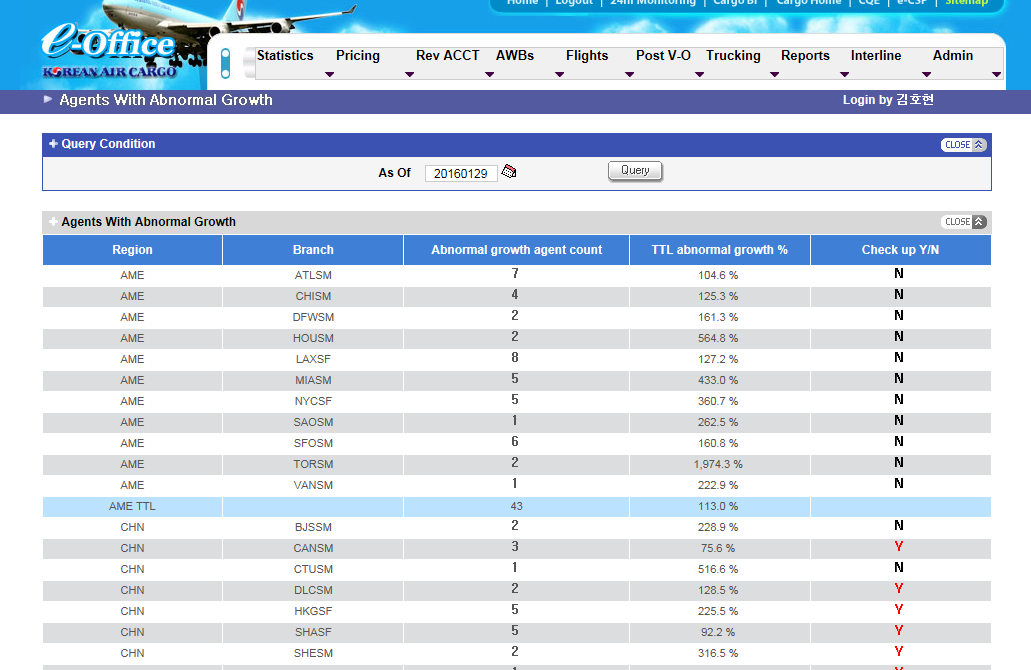 Home | Logout | 24hr Monitoring | Cargo BI | Cargo Home | CQE | e-CSP | Sitemap
e-Office
KOREAN AIR CARGO
Statistics Pricing Rev ACCT AWBs Flights Post V-O Trucking Reports Interline Admin
Agents With Abnormal Growth Login by 김호현
Query Condition CLOSE
As Of 20160129 Query
Agents With Abnormal Growth CLOSE
Region Branch Abnormal growth agent count TTL abnormal growth % Check up Y/N
AME ATLSM 7 104.6 % N
AME CHISM 4 125.3 % N
AME DFWSM 2 161.3 % N
AME HOUSM 2 564.8 % N
AME LAXSF 8 127.2 % N
AME MIASM 5 433.0 % N
AME NYCSF 5 360.7 % N
AME SAOSM 1 262.5 % N
AME SFOSM 6 160.8 % N
AME TORSM 2 1,974.3 % N
AME VANSM 1 222.9 % N
AME TTL 43 113.0 %
CHN BJSSM 2 228.9 % N
CHN CANSM 3 75.6 % Y
CHN CTUSM 1 516.6 % N
CHN DLCSM 2 128.5 % Y
CHN HKGSF 5 225.5 % Y
CHN SHASF 5 92.2 % Y
CHN SHESM 2 316.5 % Y